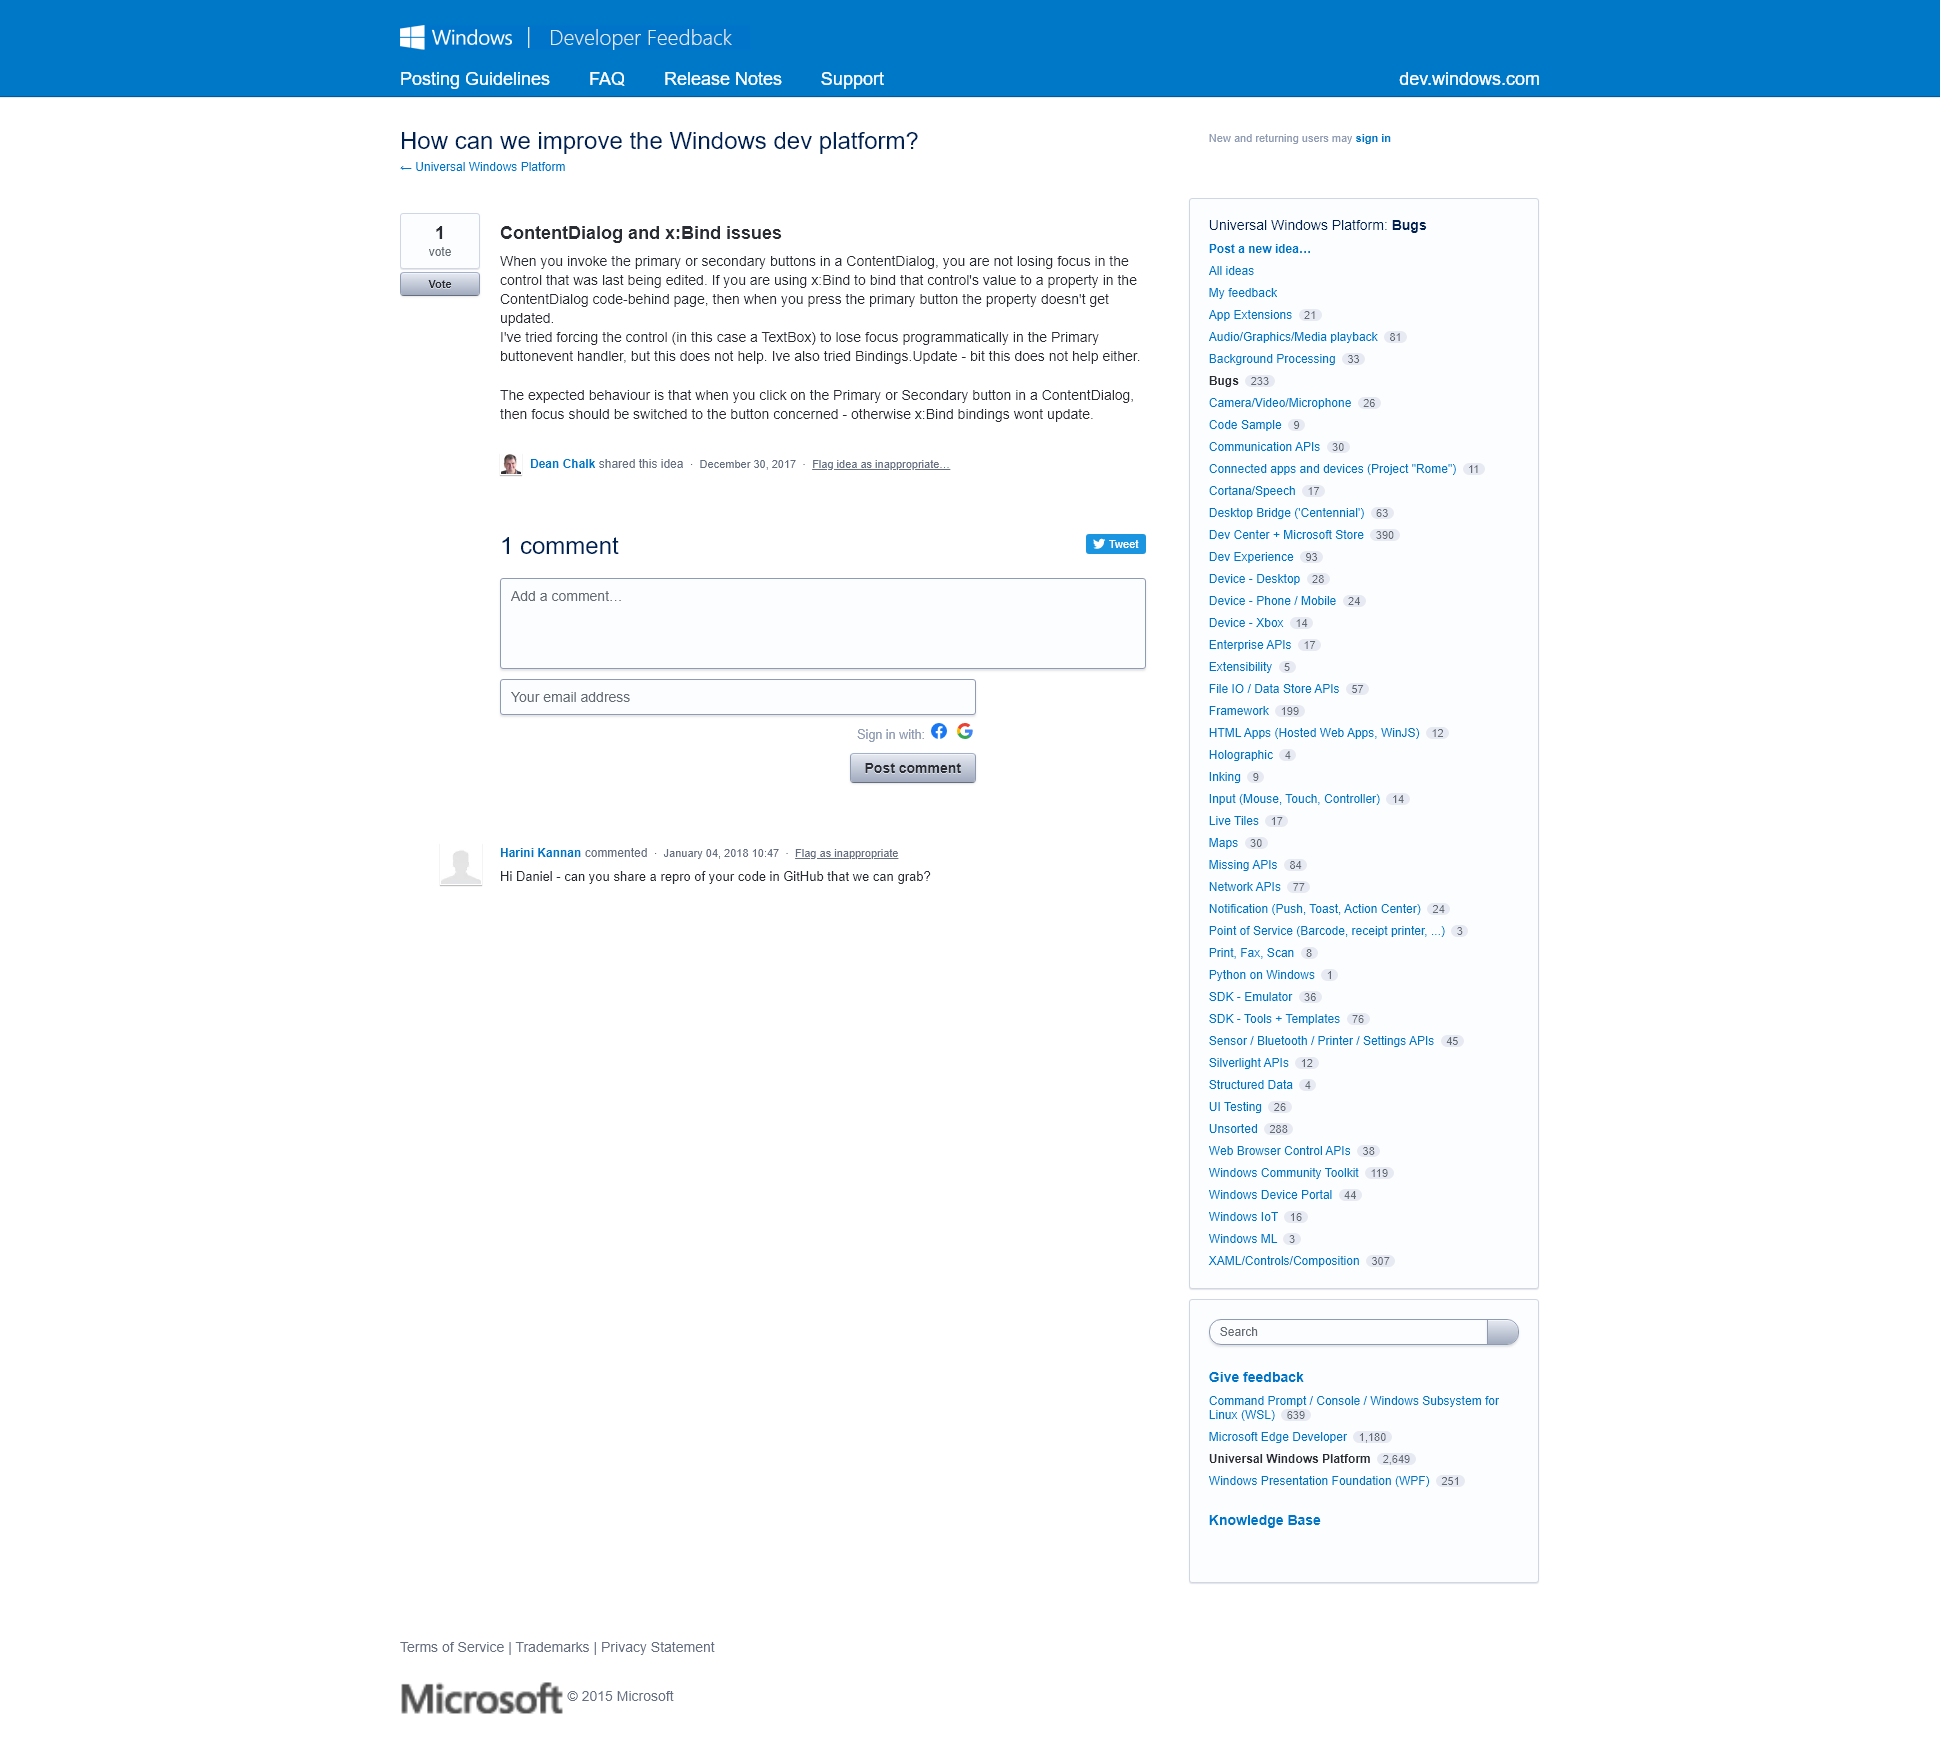 Windows | Developer Feedback
Posting Guidelines FAQ Release Notes Support dev.windows.com
How can we improve the Windows dev platform?
← Universal Windows Platform
New and returning users may sign in
1
vote
Vote
ContentDialog and x:Bind issues
When you invoke the primary or secondary buttons in a ContentDialog, you are not losing focus in the
control that was last being edited. If you are using x:Bind to bind that control's value to a property in the
ContentDialog code-behind page, then when you press the primary button the property doesn't get
updated.
I've tried forcing the control (in this case a TextBox) to lose focus programmatically in the Primary
buttonevent handler, but this does not help. Ive also tried Bindings.Update - bit this does not help either.
The expected behaviour is that when you click on the Primary or Secondary button in a ContentDialog,
then focus should be switched to the button concerned - otherwise x:Bind bindings wont update.
Dean Chalk shared this idea · December 30, 2017 · Flag idea as inappropriate…
1 comment
Tweet
Add a comment…
Your email address
Sign in with:
Post comment
Harini Kannan commented · January 04, 2018 10:47 · Flag as inappropriate
Hi Daniel - can you share a repro of your code in GitHub that we can grab?
Universal Windows Platform: Bugs
Post a new idea…
All ideas
My feedback
App Extensions 21
Audio/Graphics/Media playback 81
Background Processing 33
Bugs 233
Camera/Video/Microphone 26
Code Sample 9
Communication APIs 30
Connected apps and devices (Project "Rome") 11
Cortana/Speech 17
Desktop Bridge ('Centennial') 63
Dev Center + Microsoft Store 390
Dev Experience 93
Device - Desktop 28
Device - Phone / Mobile 24
Device - Xbox 14
Enterprise APIs 17
Extensibility 5
File IO / Data Store APIs 57
Framework 199
HTML Apps (Hosted Web Apps, WinJS) 12
Holographic 4
Inking 9
Input (Mouse, Touch, Controller) 14
Live Tiles 17
Maps 30
Missing APIs 84
Network APIs 77
Notification (Push, Toast, Action Center) 24
Point of Service (Barcode, receipt printer, ...) 3
Print, Fax, Scan 8
Python on Windows 1
SDK - Emulator 36
SDK - Tools + Templates 76
Sensor / Bluetooth / Printer / Settings APIs 45
Silverlight APIs 12
Structured Data 4
UI Testing 26
Unsorted 288
Web Browser Control APIs 38
Windows Community Toolkit 119
Windows Device Portal 44
Windows IoT 16
Windows ML 3
XAML/Controls/Composition 307
Search
Give feedback
Command Prompt / Console / Windows Subsystem for
Linux (WSL) 639
Microsoft Edge Developer 1,180
Universal Windows Platform 2,649
Windows Presentation Foundation (WPF) 251
Knowledge Base
Terms of Service | Trademarks | Privacy Statement
Microsoft © 2015 Microsoft